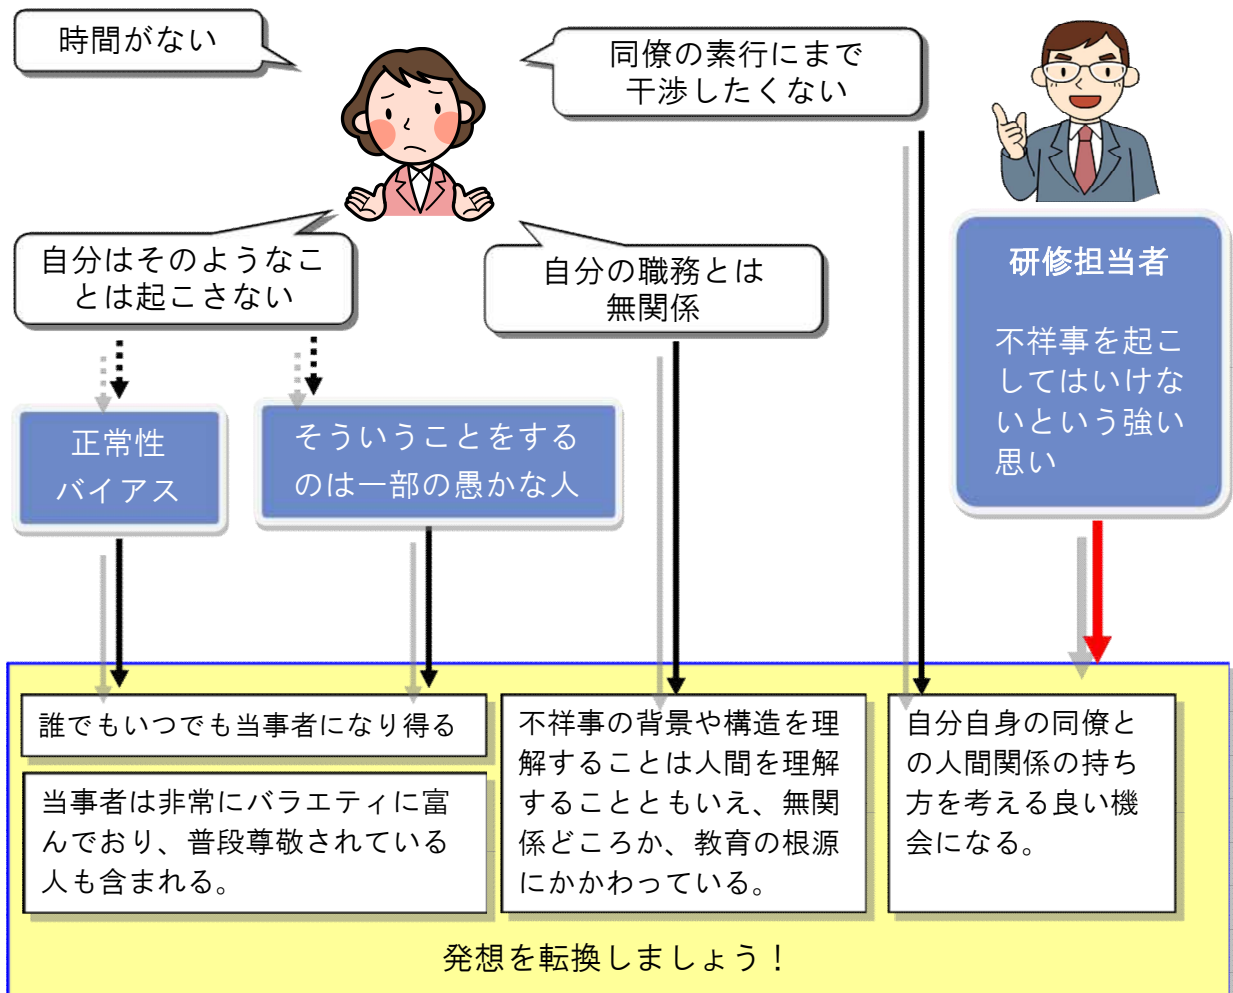 時間がない
同僚の素行にまで
干渉したくない
自分はそのようなこ
とは起こさない
自分の職務とは
無関係
研修担当者
不祥事を起こ
してはいけな
いという強い
思い
正常性
バイアス
そういうことをする
のは一部の愚かな人
誰でもいつでも当事者になり得る
当事者は非常にバラエティに富
んでおり、普段尊敬されている
人も含まれる。
不祥事の背景や構造を理
解することは人間を理解
することともいえ、無関
係どころか、教育の根源
にかかわっている。
自分自身の同僚と
の人間関係の持ち
方を考える良い機
会になる。
発想を転換しましょう！